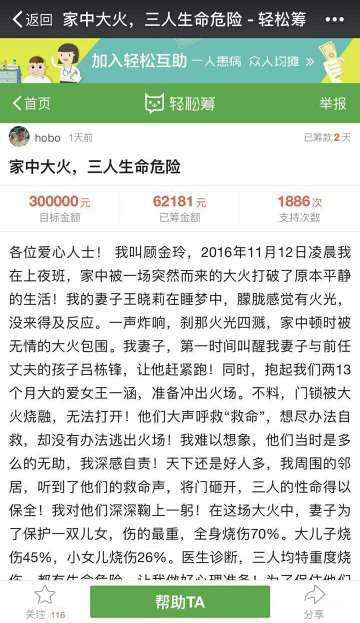 返回 家中大火，三人生命危险 - 轻松筹
加入轻松互助 一人患病 众人均摊
首页 轻松筹 举报
hobo 1天前 已筹款2天
家中大火，三人生命危险
300000元 62181元 1886次
目标金额 已筹金额 支持次数
各位爱心人士！ 我叫顾金玲，2016年11月12日凌晨我
在上夜班，家中被一场突然而来的大火打破了原本平静
的生活！我的妻子王晓莉在睡梦中，朦胧感觉有火光，
没来得及反应。一声炸响，刹那火光四溅，家中顿时被
无情的大火包围。我妻子，第一时间叫醒我妻子与前任
丈夫的孩子吕栋锋，让他赶紧跑！同时，抱起我们两13
个月大的爱女王一涵，准备冲出火场。不料，门锁被大
火烧融，无法打开！他们大声呼救“救命”，想尽办法自
救，却没有办法逃出火场！我难以想象，他们当时是多
么的无助，我深感自责！天下还是好人多，我周围的邻
居，听到了他们的救命声，将门砸开，三人的性命得以
保全！我对他们深深鞠上一躬！在这场大火中，妻子为
了保护一双儿女，伤的最重，全身烧伤70%。大儿子烧
伤45%，小女儿烧伤26%。医生诊断，三人均特重度烧
伤，都有生命危险，让我做好心理准备！为了保住他们
关注 116 帮助TA 分享